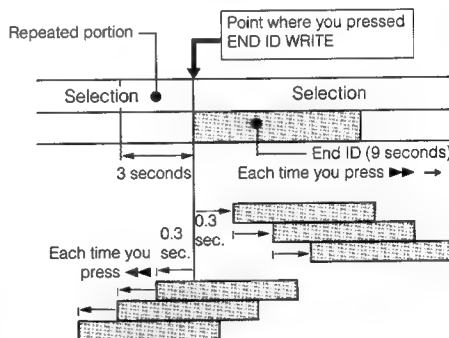 Point where you pressed
END ID WRITE
Repeated portion
Selection
Selection
End ID (9 seconds)
3 seconds
Each time you press ▶▶ →
0.3
sec.
0.3
sec.
Each time you
press ◀◀